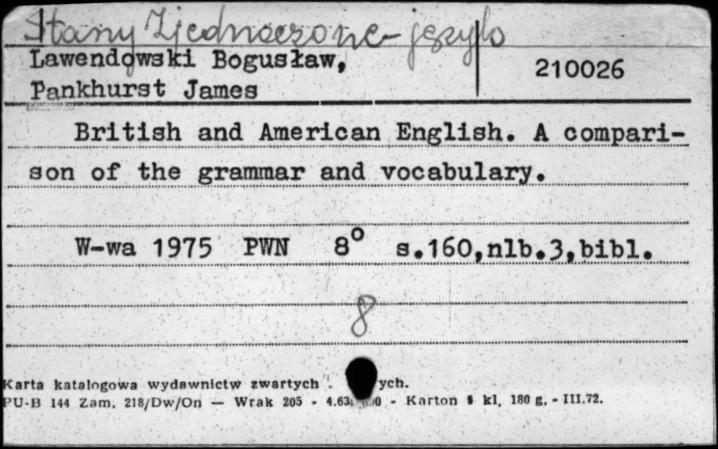 Stany Zjednoczone - język
Lawendowski Bogusław,
Pankhurst James
210026
British and American English. A compari-
son of the grammar and vocabulary.
W-wa 1975 PWN 8° s.160,nlb.3,bibl.
8
Karta katalogowa wydawnictw zwartych . ych.
PU-B 144 Zam. 218/Dw/On — Wrak 205 - - Karton kl. 180 g. - III.72.